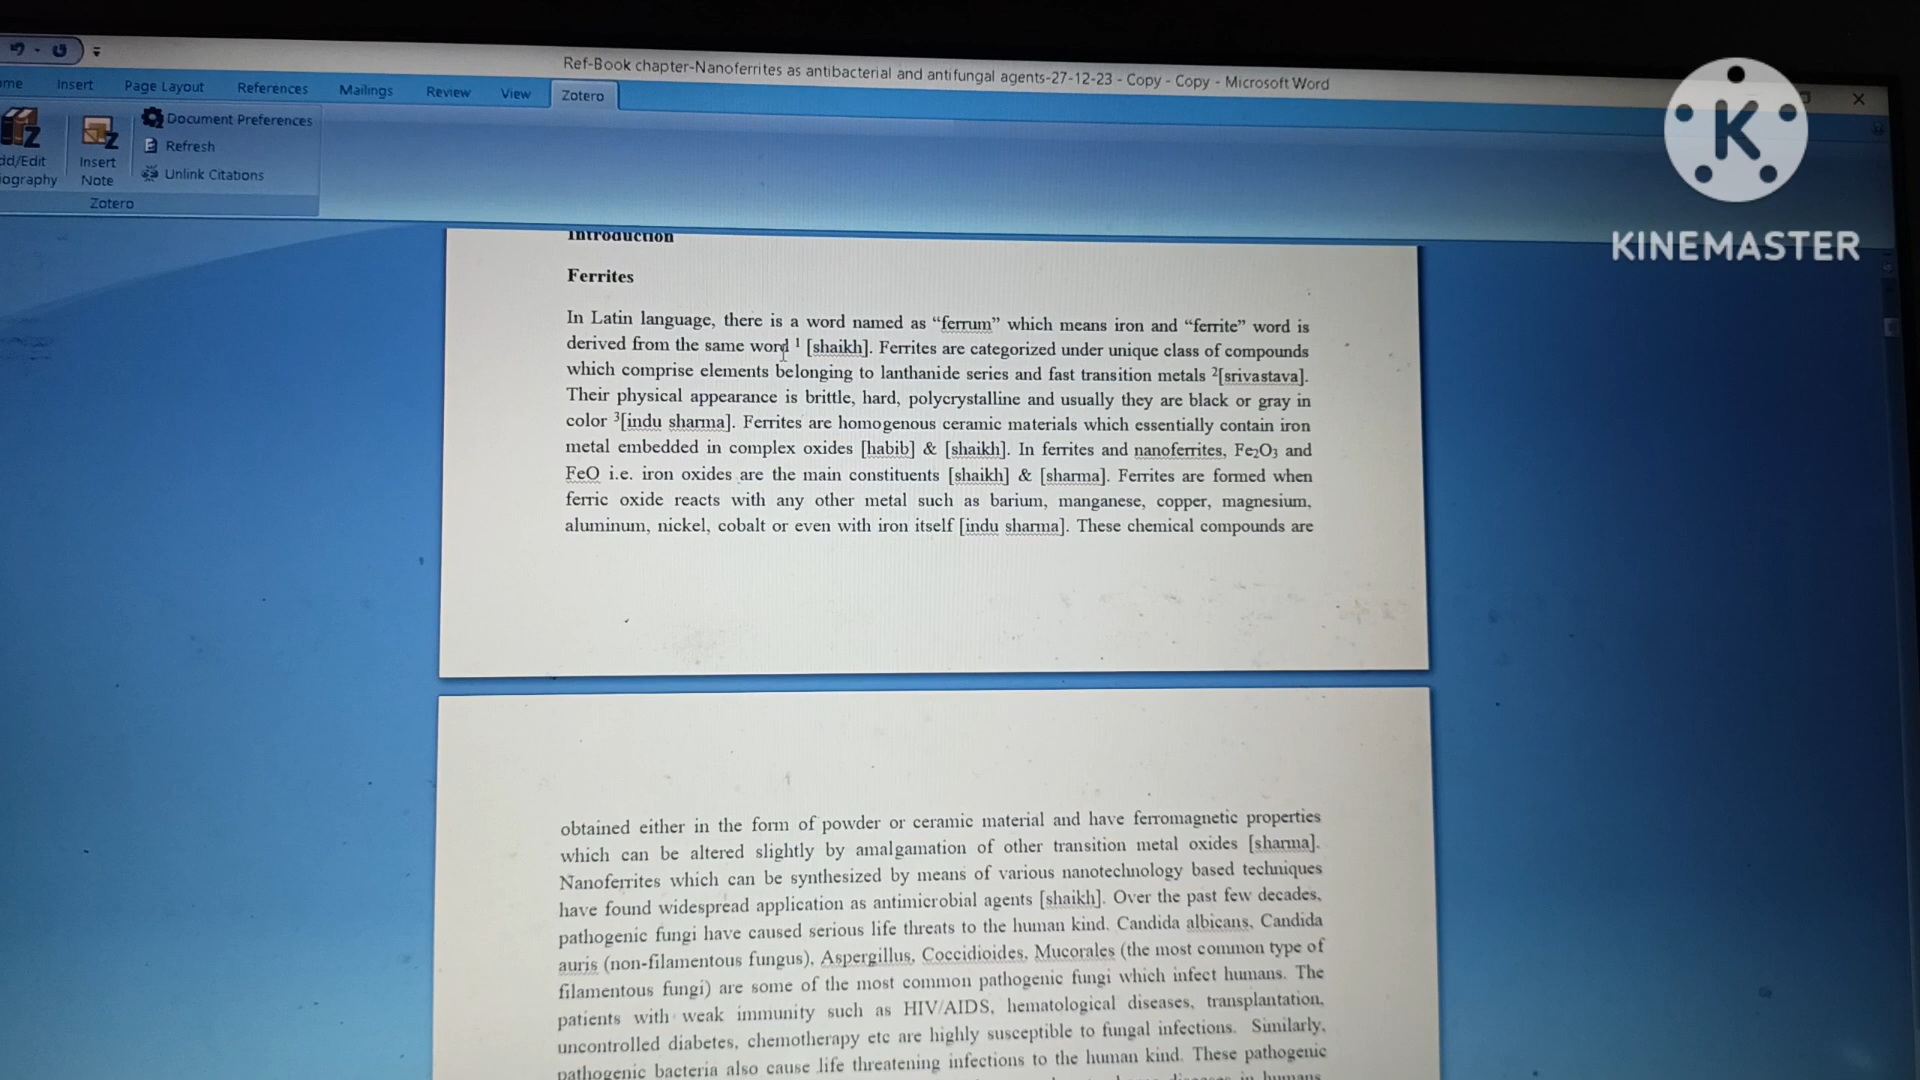 Ref-Book chapter-Nanoferrites as antibacterial and antifungal agents-27-12-23 - Copy - Copy - Microsoft Word
Insert Page Layout References Mailings Review View Zotero
Document Preferences
Refresh
Insert
Note
Unlink Citations
Zotero
KINEMASTER
Introduction
Ferrites
In Latin language, there is a word named as “ferrum” which means iron and “ferrite” word is
derived from the same word 1 [shaikh]. Ferrites are categorized under unique class of compounds
which comprise elements belonging to lanthanide series and fast transition metals 2[srivastava].
Their physical appearance is brittle, hard, polycrystalline and usually they are black or gray in
color 3[indu sharma]. Ferrites are homogenous ceramic materials which essentially contain iron
metal embedded in complex oxides [habib] & [shaikh]. In ferrites and nanoferrites, Fe2O3 and
FeO i.e. iron oxides are the main constituents [shaikh] & [sharma]. Ferrites are formed when
ferric oxide reacts with any other metal such as barium, manganese, copper, magnesium,
aluminum, nickel, cobalt or even with iron itself [indu sharma]. These chemical compounds are
obtained either in the form of powder or ceramic material and have ferromagnetic properties
which can be altered slightly by amalgamation of other transition metal oxides [sharma].
Nanoferrites which can be synthesized by means of various nanotechnology based techniques
have found widespread application as antimicrobial agents [shaikh]. Over the past few decades,
pathogenic fungi have caused serious life threats to the human kind. Candida albicans, Candida
auris (non-filamentous fungus), Aspergillus, Coccidioides, Mucorales (the most common type of
filamentous fungi) are some of the most common pathogenic fungi which infect humans. The
patients with weak immunity such as HIV/AIDS, hematological diseases, transplantation,
uncontrolled diabetes, chemotherapy etc are highly susceptible to fungal infections. Similarly,
pathogenic bacteria also cause life threatening infections to the human kind. These pathogenic